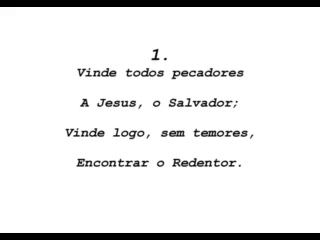 1.
Vinde todos pecadores
A Jesus, o Salvador;
Vinde logo, sem temores,
Encontrar o Redentor.